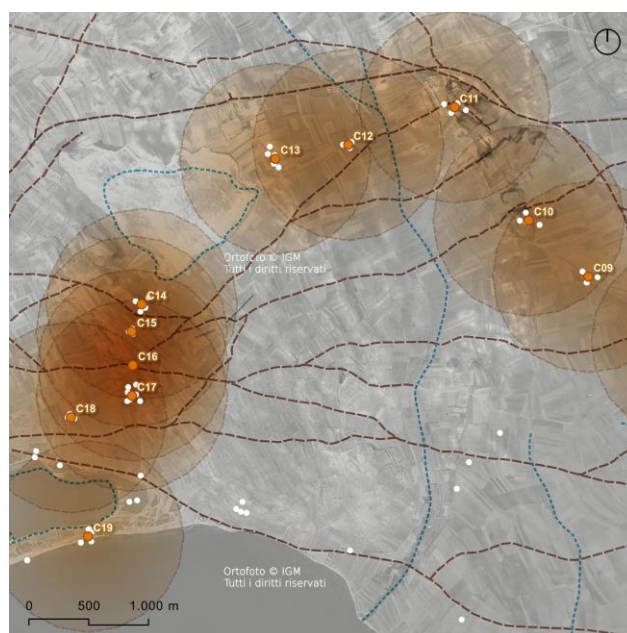 C11
C12
C13
C10
Ortofoto © IGM
Tutti i diritti riservati
C09
C14
C15
C16
C17
C18
C19
Ortofoto © IGM
Tutti i diritti riservati
0 500 1.000 m